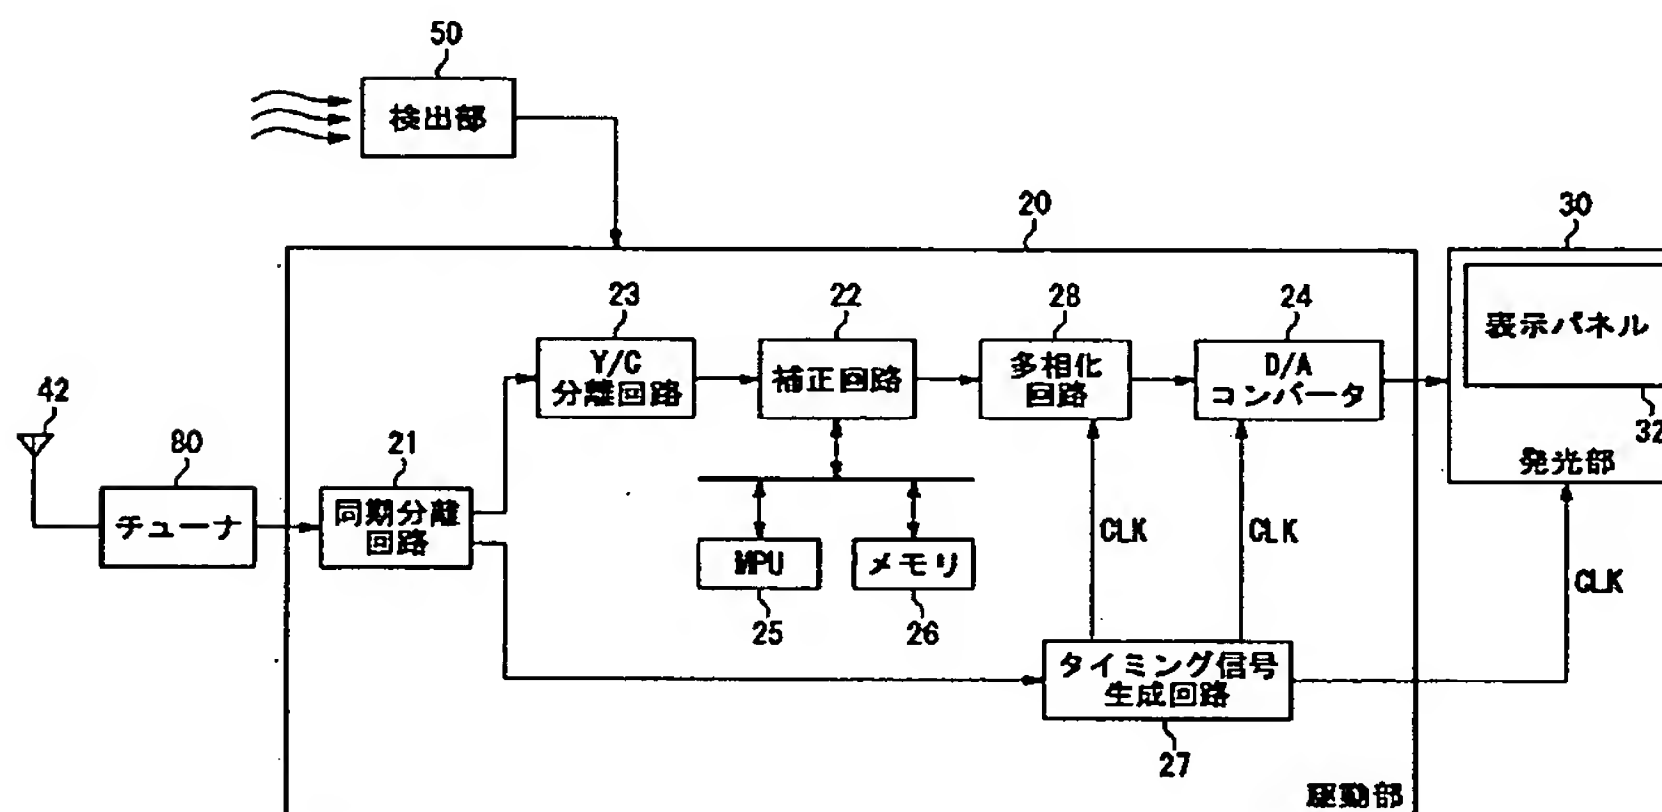 50
検出部
20
30
23
22
28
24
表示パネル
Y/C
分離回路
補正回路
多相化
回路
D/A
コンバータ
42
80
21
32
発光部
チューナ
同期分離
回路
CLK
CLK
MPU
メモリ
CLK
25
26
タイミング信号
生成回路
27
駆動部